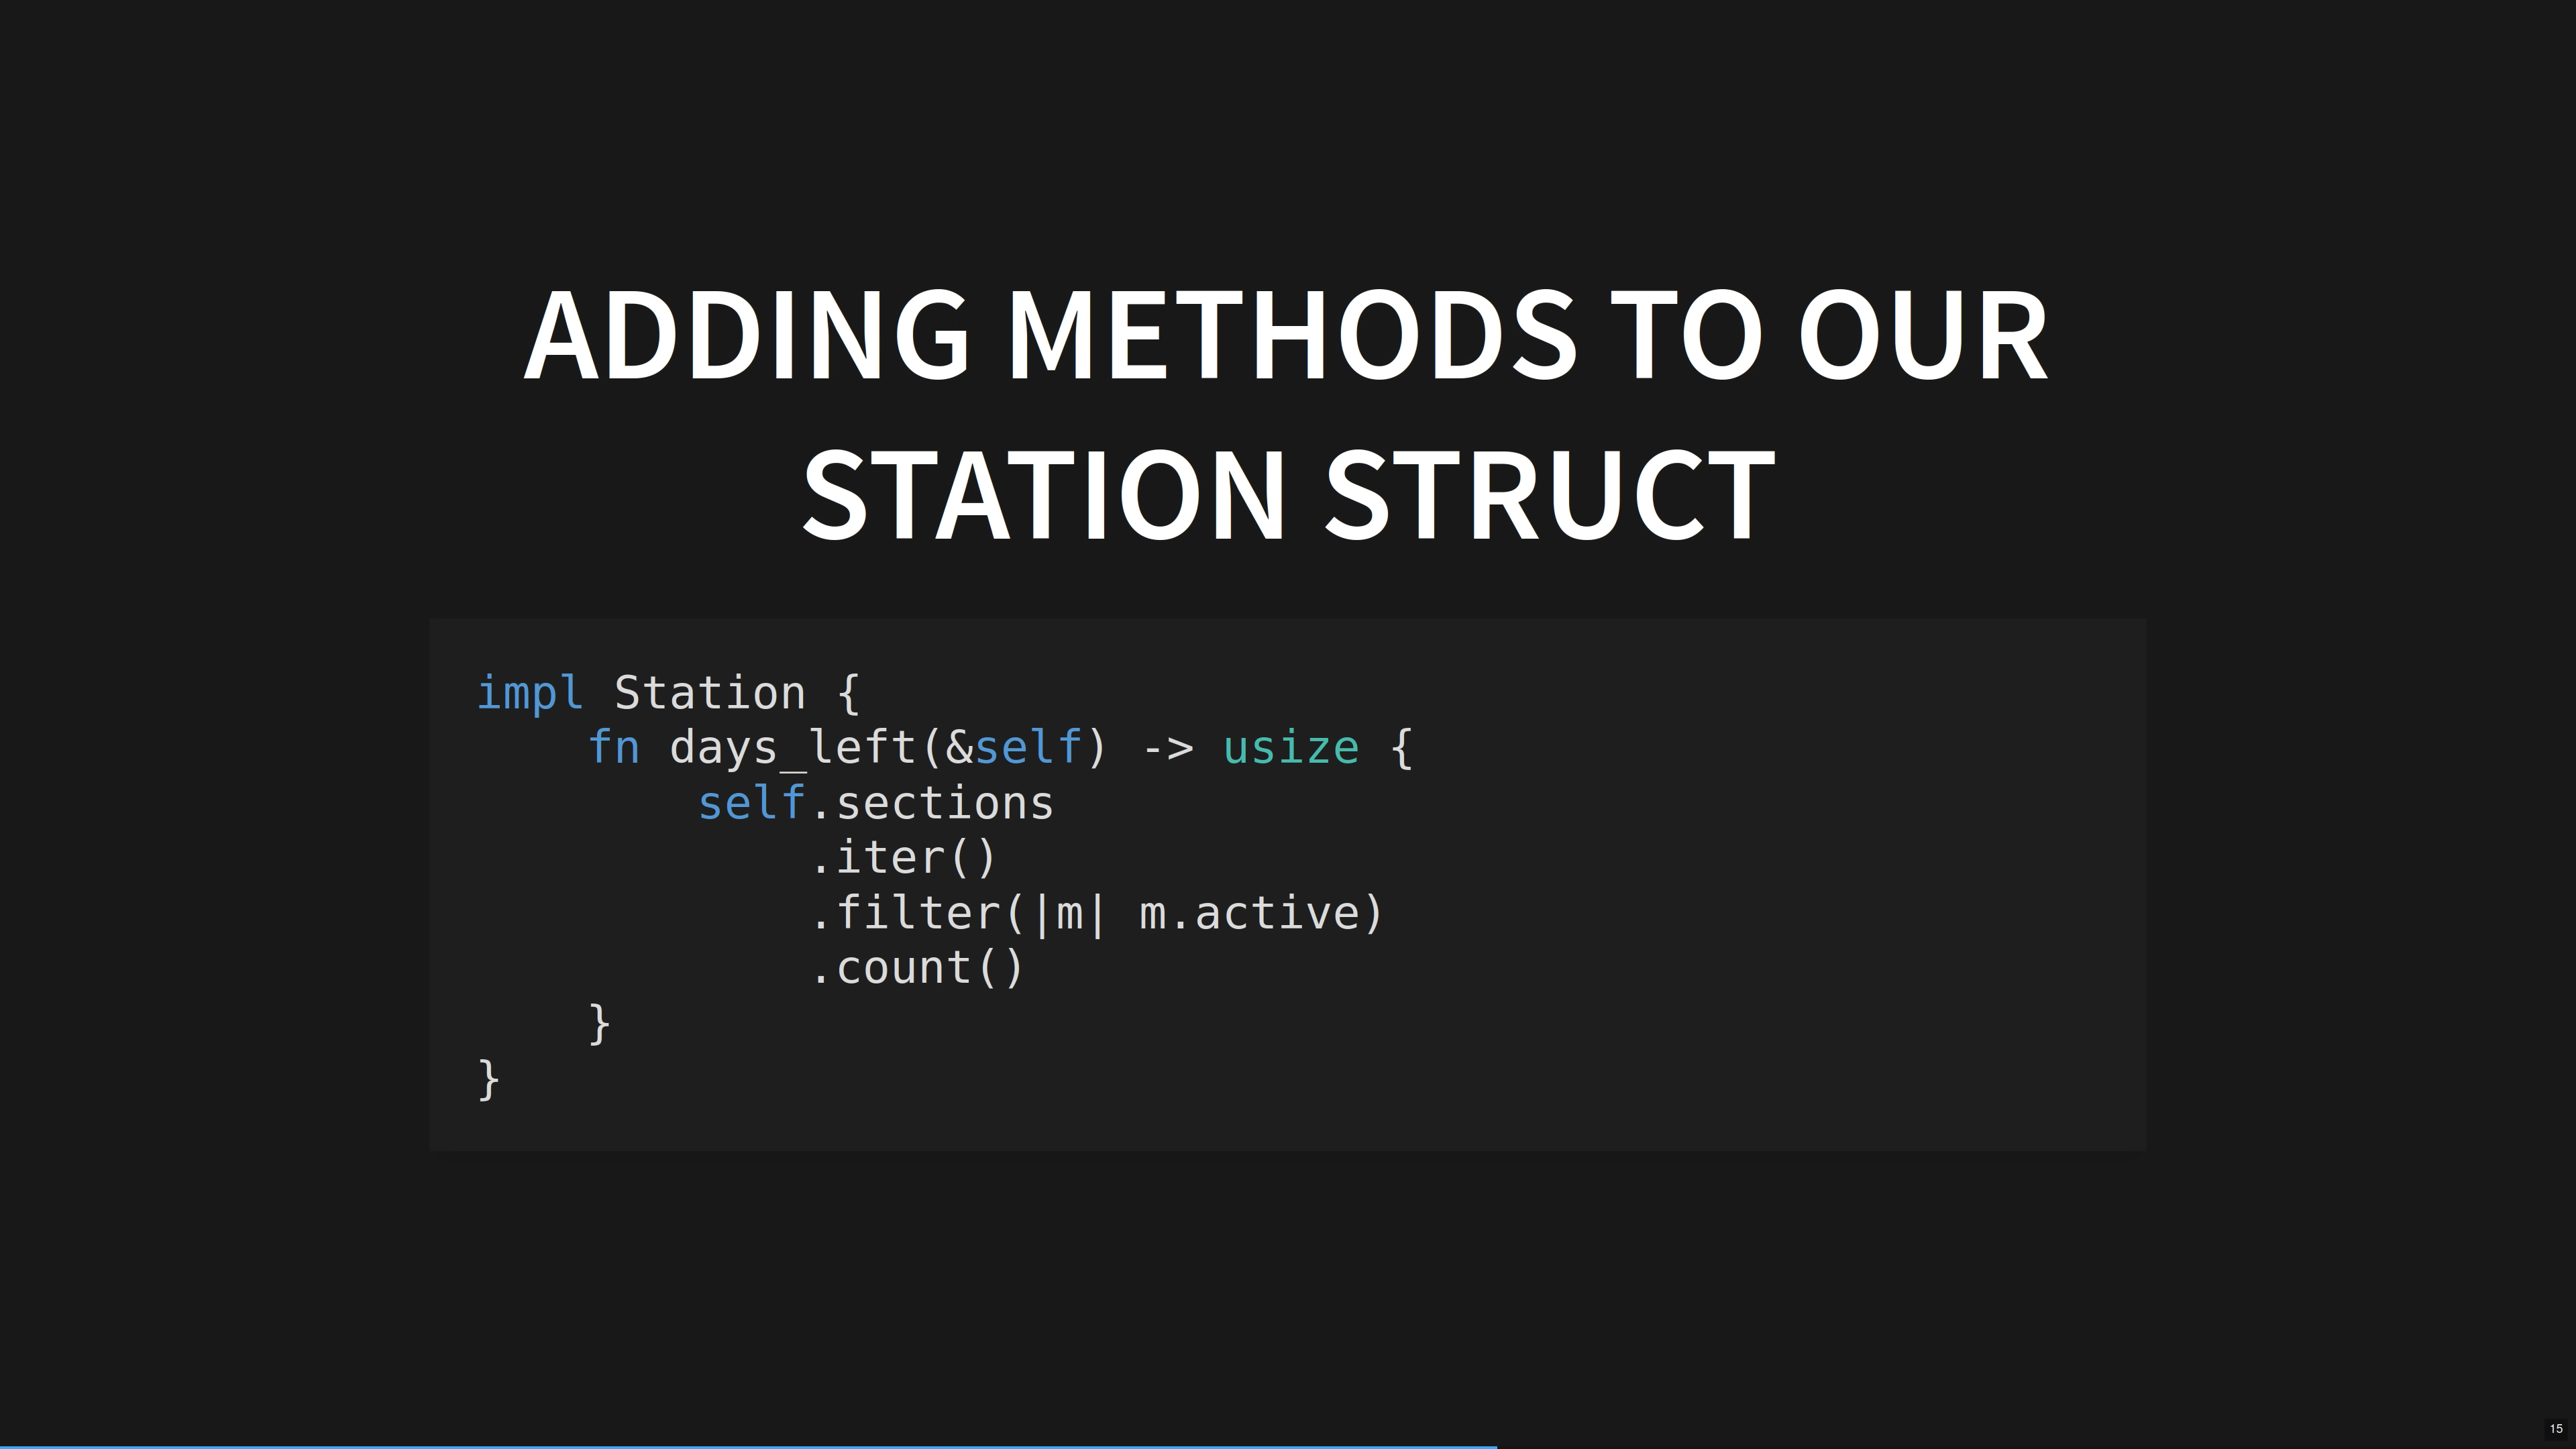 ADDING METHODS TO OUR
STATION STRUCT
impl Station {
    fn days_left(&self) -> usize {
        self.sections
            .iter()
            .filter(|m| m.active)
            .count()
    }
}
15